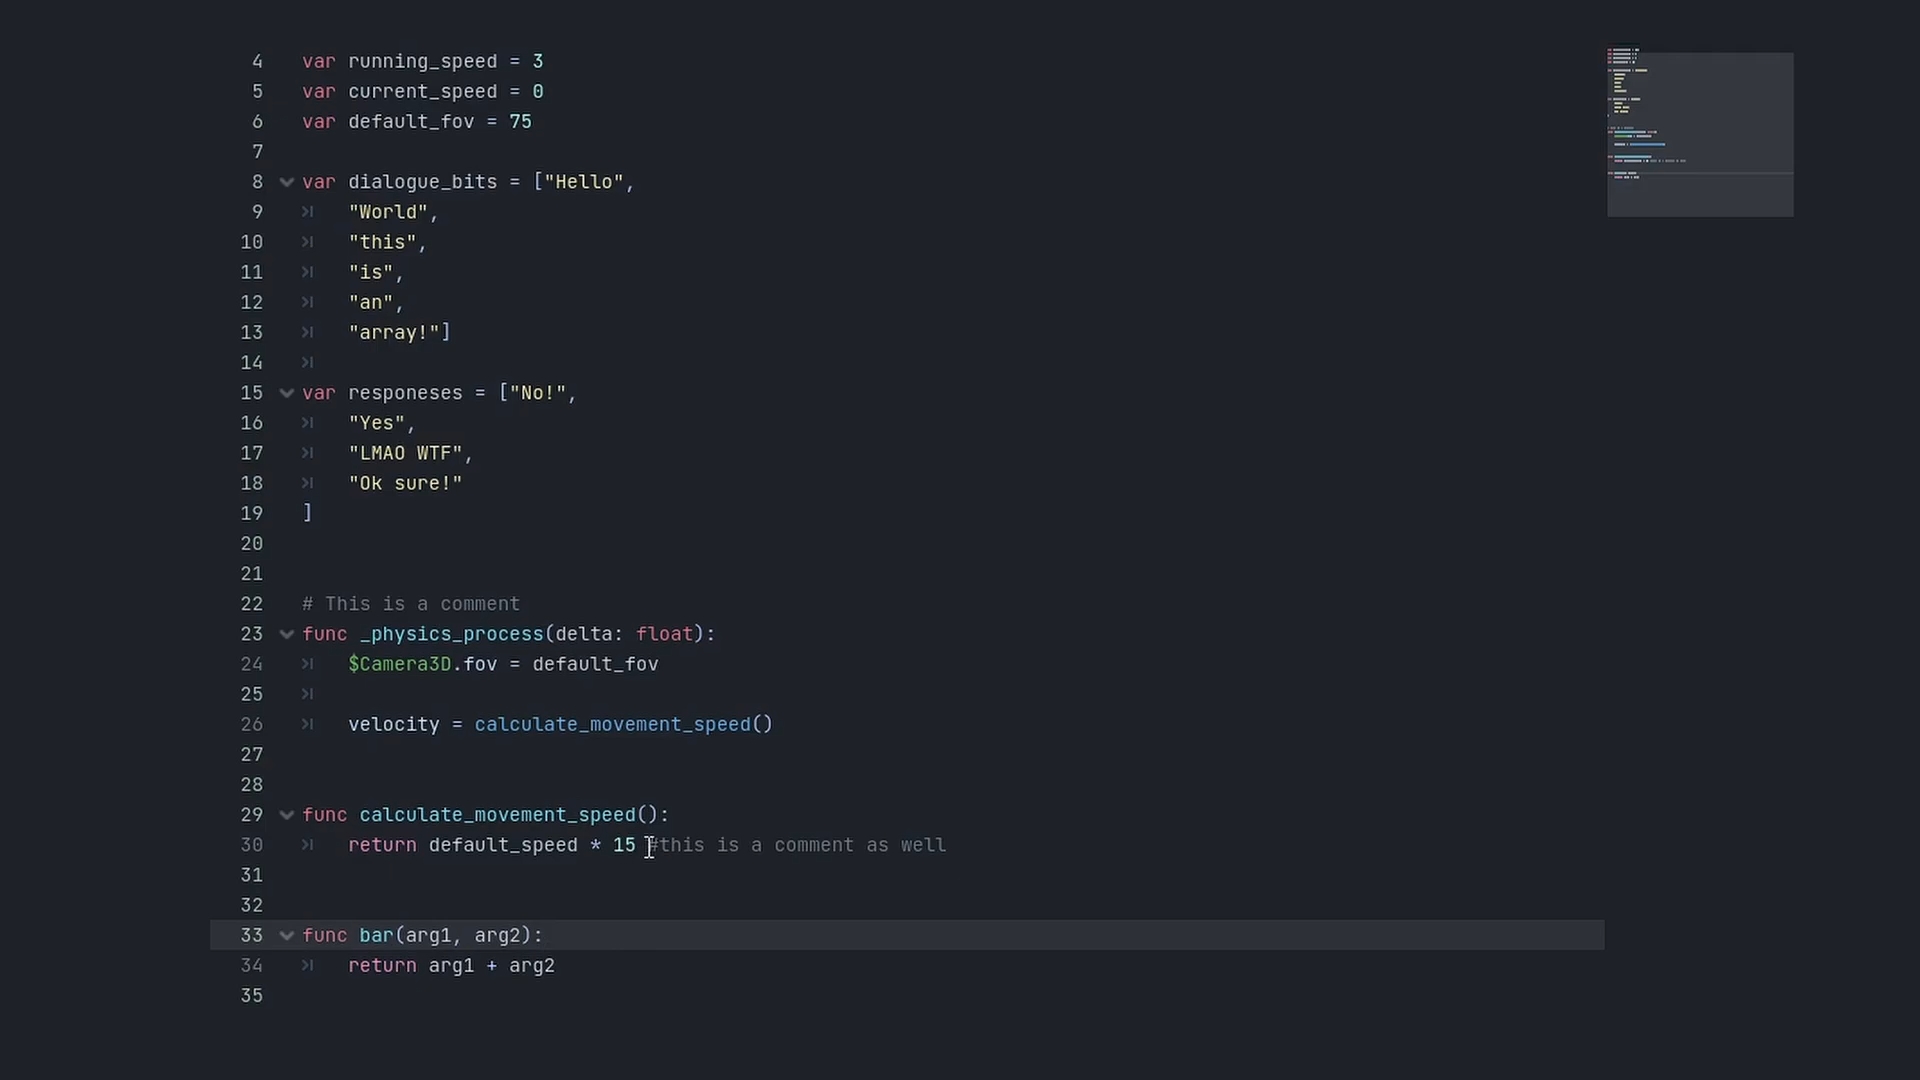 4 var running_speed = 3
5 var current_speed = 0
6 var default_fov = 75
7
8 var dialogue_bits = ["Hello",
9 "World",
10 "this",
11 "is",
12 "an",
13 "array!"]
14
15 var responeses = ["No!",
16 "Yes",
17 "LMAO WTF",
18 "Ok sure!"
19 ]
20
21
22 # This is a comment
23 func _physics_process(delta: float):
24 $Camera3D.fov = default_fov
25
26 velocity = calculate_movement_speed()
27
28
29 func calculate_movement_speed():
30 return default_speed * 15 #this is a comment as well
31
32
33 func bar(arg1, arg2):
34 return arg1 + arg2
35